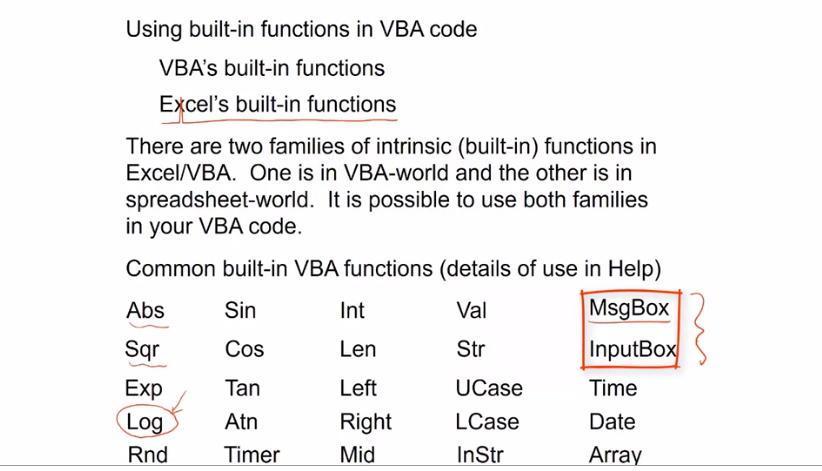 Using built-in functions in VBA code
VBA's built-in functions
Excel's built-in functions
There are two families of intrinsic (built-in) functions in
Excel/VBA.  One is in VBA-world and the other is in
spreadsheet-world.  It is possible to use both families
in your VBA code.
Common built-in VBA functions (details of use in Help)
Abs Sin Int Val MsgBox
Sqr Cos Len Str InputBox
Exp Tan Left UCase Time
Log Atn Right LCase Date
Rnd Timer Mid InStr Array